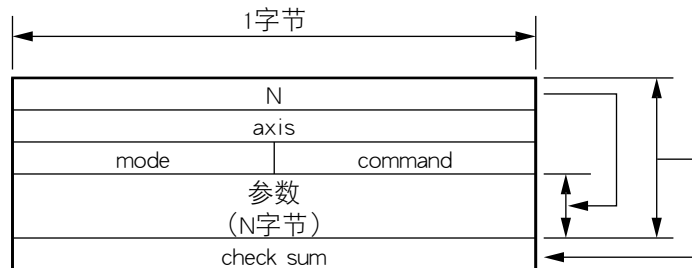 1字节
N
axis
mode command
参数
（N字节）
check sum